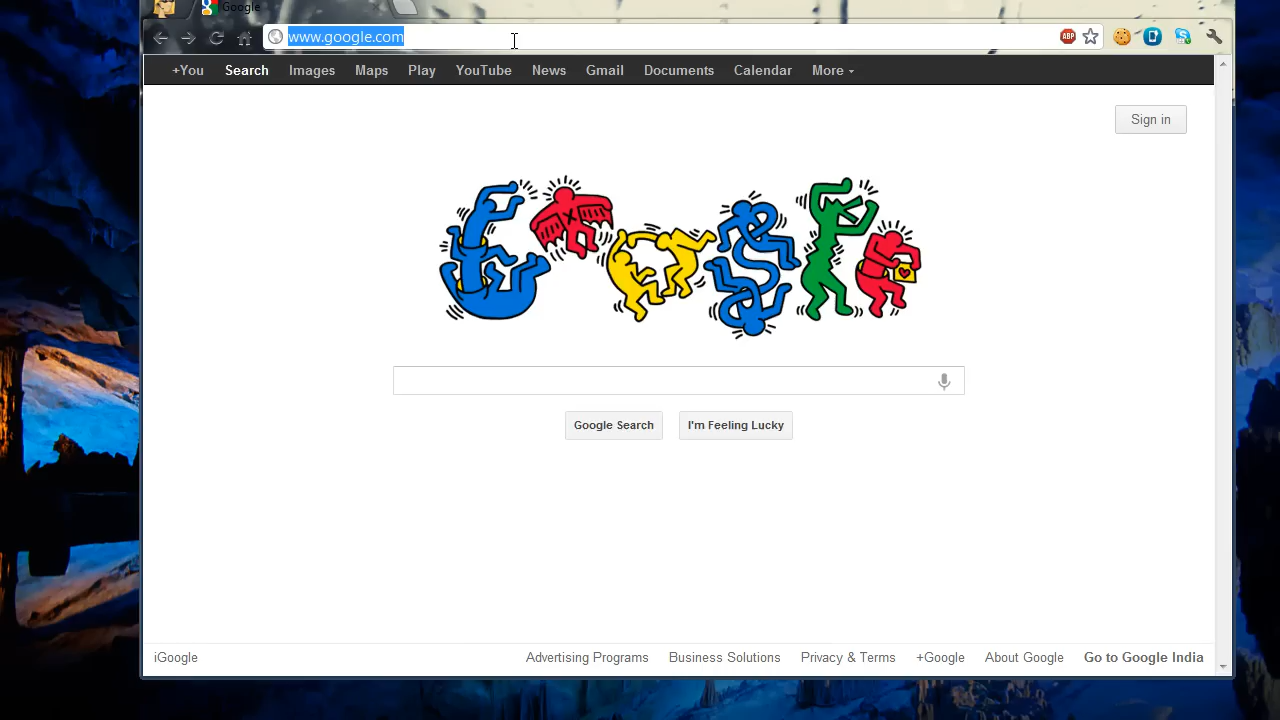 Google
www.google.com
ABP
+You Search Images Maps Play YouTube News Gmail Documents Calendar More
Sign in
Google Search I'm Feeling Lucky
iGoogle Advertising Programs Business Solutions Privacy & Terms +Google About Google Go to Google India